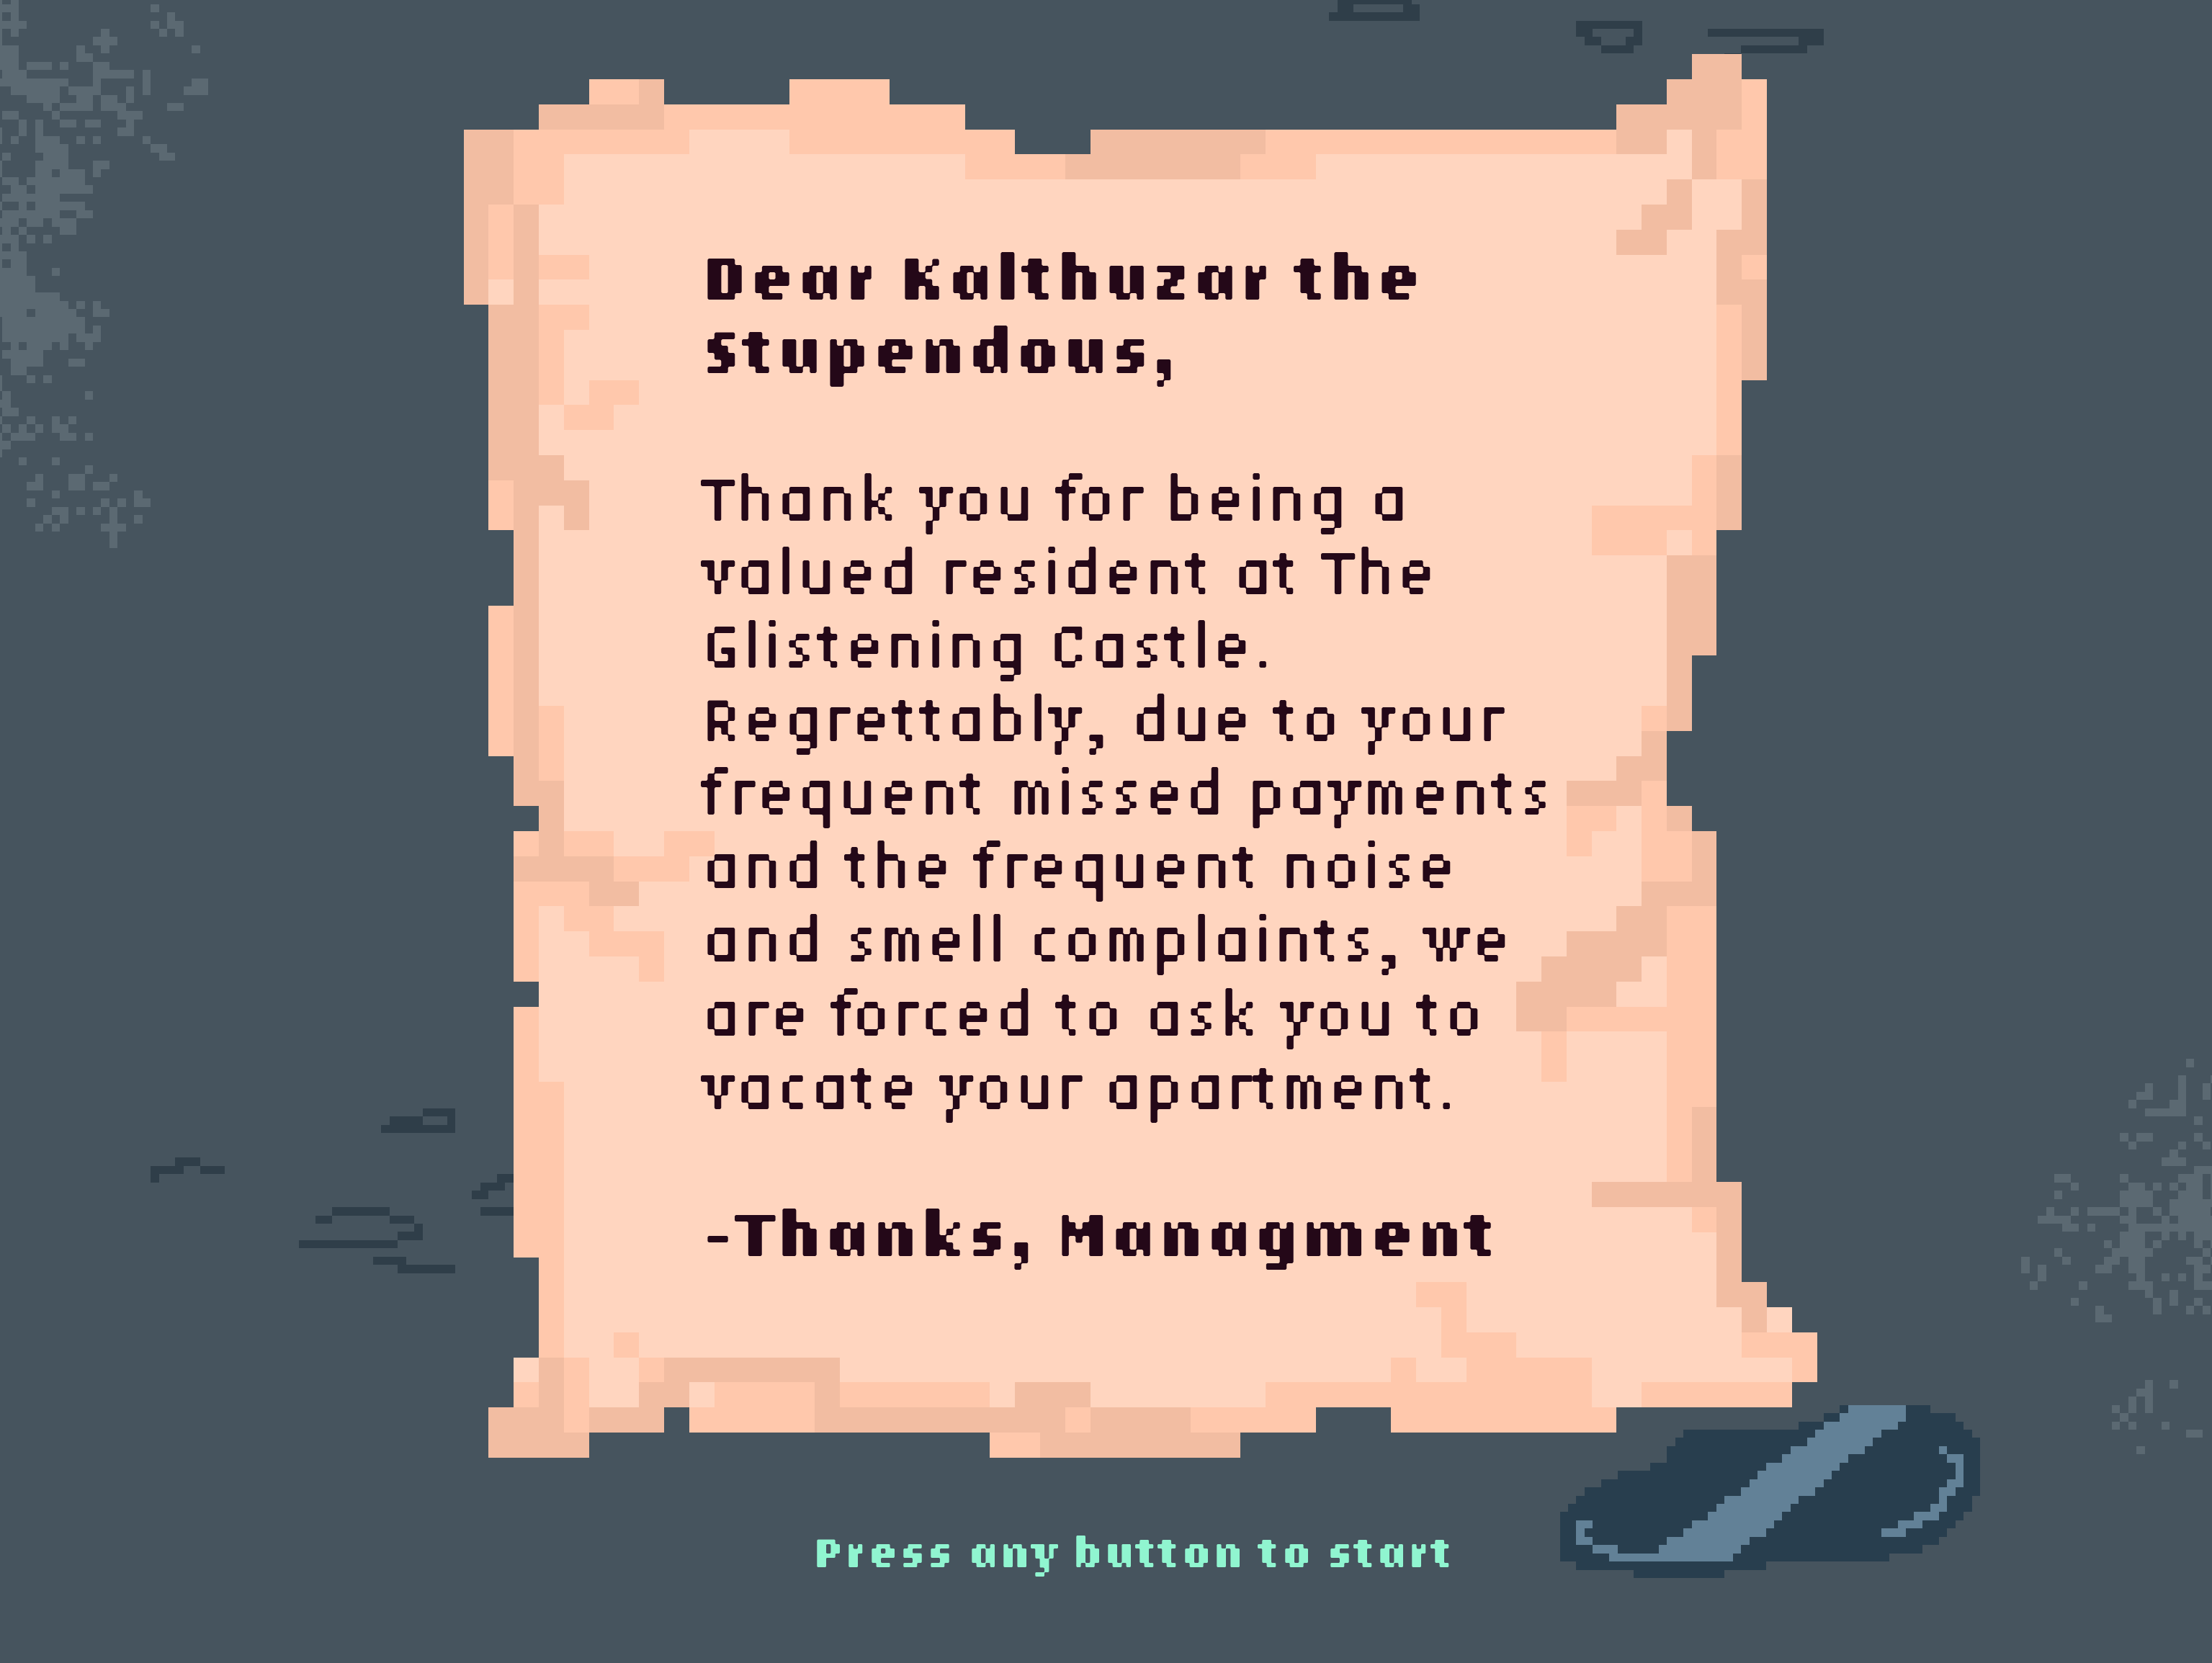 Dear Kalthuzar the
Stupendous,
Thank you for being a
valued resident at The
Glistening Castle.
Regrettably, due to your
frequent missed payments
and the frequent noise
and smell complaints, we
are forced to ask you to
vacate your apartment.
-Thanks, Managment
Press any button to start